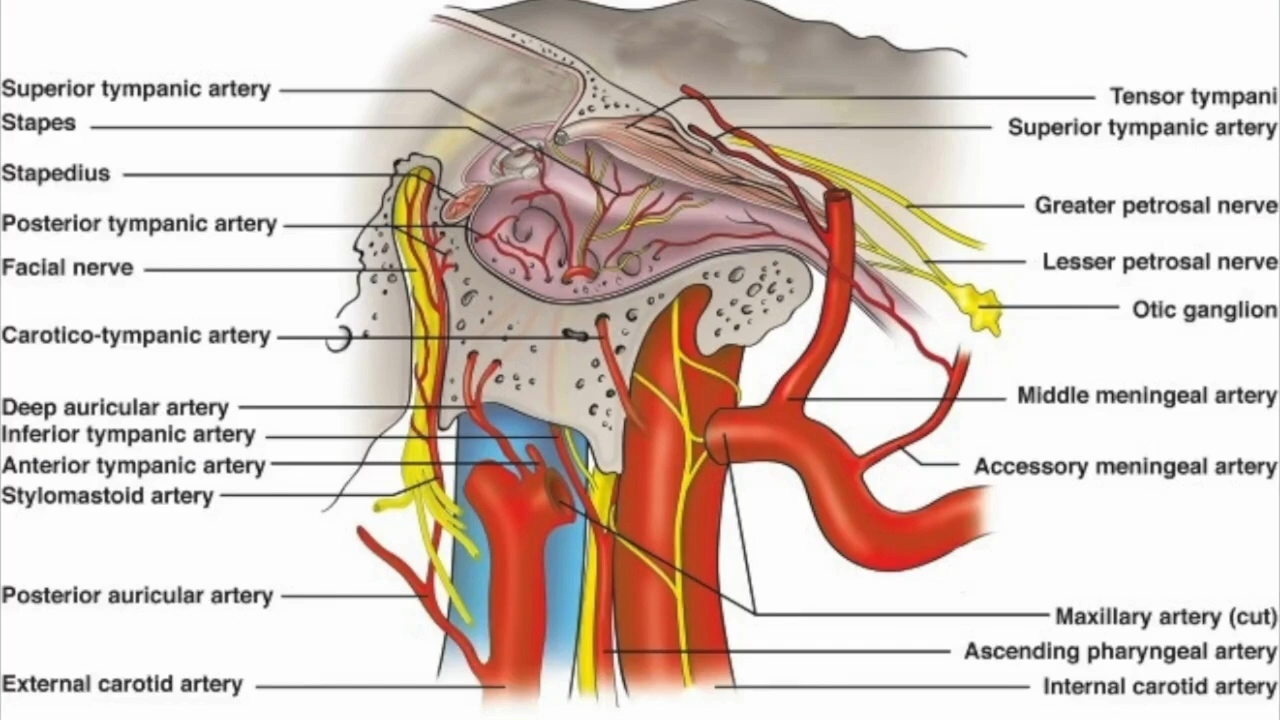 Superior tympanic artery
Stapes
Stapedius
Posterior tympanic artery
Facial nerve
Carotico-tympanic artery
Deep auricular artery
Inferior tympanic artery
Anterior tympanic artery
Stylomastoid artery
Posterior auricular artery
External carotid artery
Tensor tympani
Superior tympanic artery
Greater petrosal nerve
Lesser petrosal nerve
Otic ganglion
Middle meningeal artery
Accessory meningeal artery
Maxillary artery (cut)
Ascending pharyngeal artery
Internal carotid artery